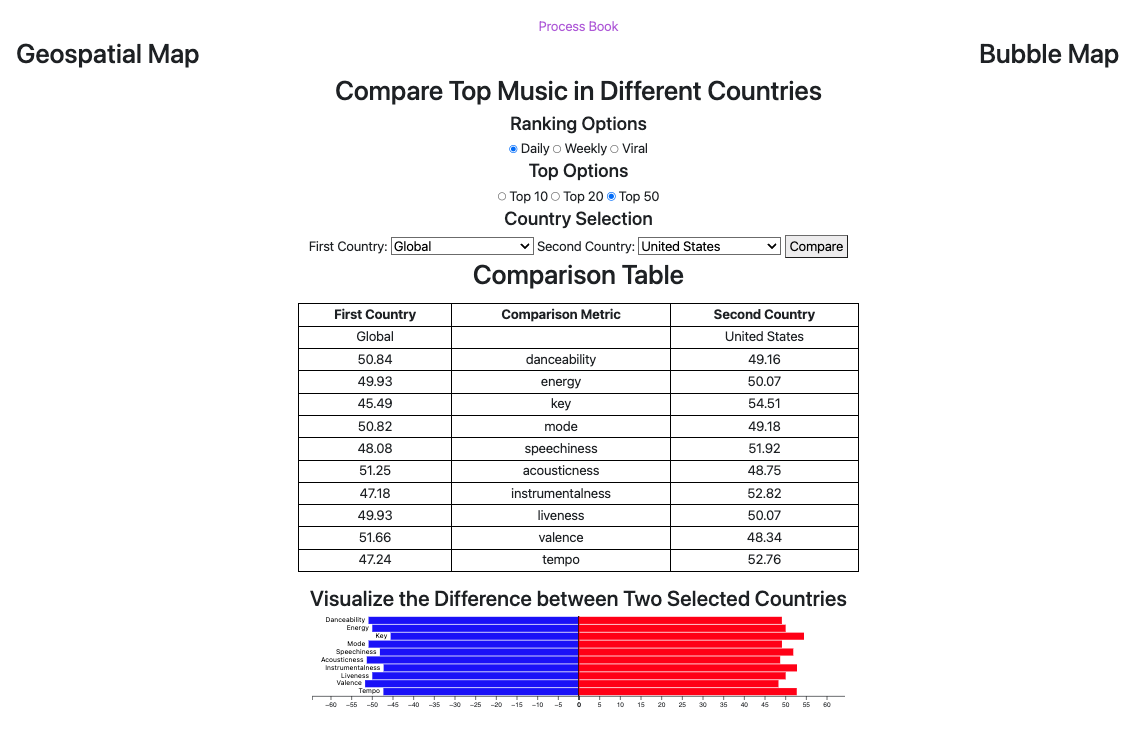 Process Book
Geospatial Map
Bubble Map
Compare Top Music in Different Countries
Ranking Options
Daily Weekly Viral
Top Options
Top 10 Top 20 Top 50
Country Selection
First Country: Global Second Country: United States Compare
Comparison Table
First Country Comparison Metric Second Country
Global United States
50.84 danceability 49.16
49.93 energy 50.07
45.49 key 54.51
50.82 mode 49.18
48.08 speechiness 51.92
51.25 acousticness 48.75
47.18 instrumentalness 52.82
49.93 liveness 50.07
51.66 valence 48.34
47.24 tempo 52.76
Visualize the Difference between Two Selected Countries
Danceability
Energy
Key
Mode
Speechiness
Acousticness
Instrumentalness
Liveness
Valence
Tempo
−60 −55 −50 −45 −40 −35 −30 −25 −20 −15 −10 −5 0 5 10 15 20 25 30 35 40 45 50 55 60